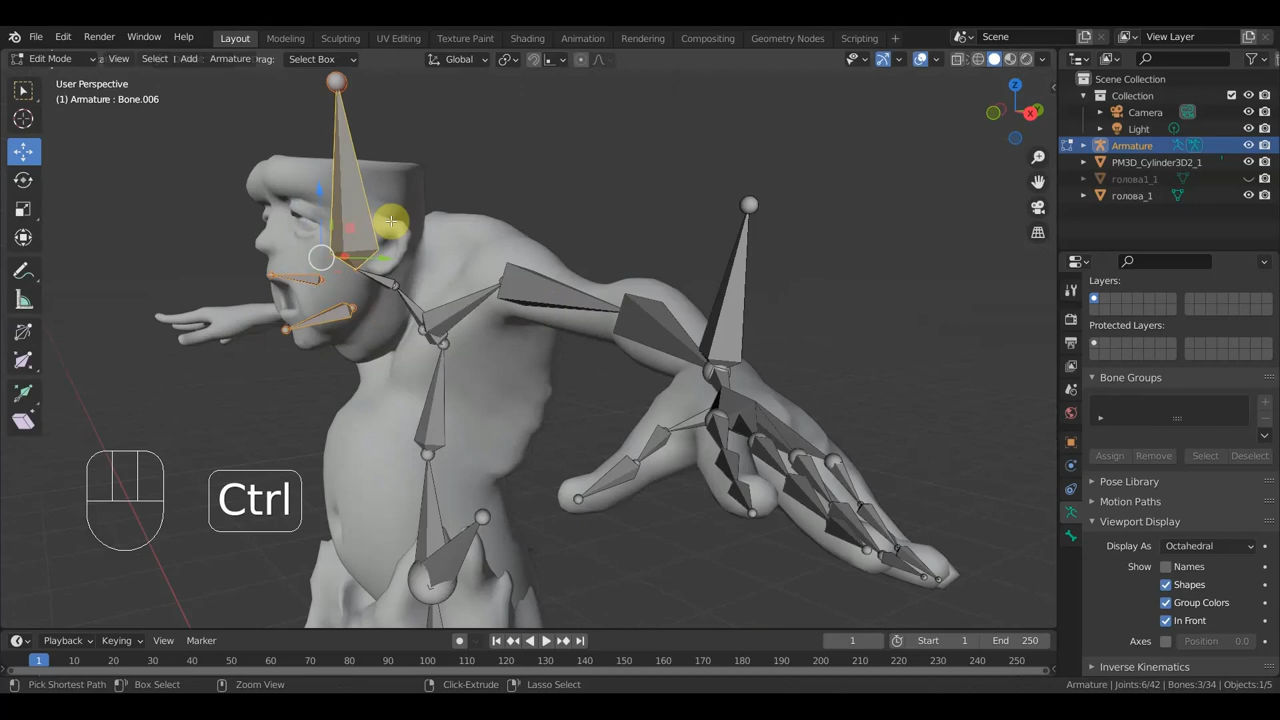 File Edit Render Window Help Layout Modeling Sculpting UV Editing Texture Paint Shading Animation Rendering Compositing Geometry Nodes Scripting + Scene View Layer
Edit Mode View Select Add Armature Drag: Select Box Global
User Perspective
(1) Armature : Bone.006
X
Z
Scene Collection
Collection
Camera
Light
Armature
PM3D_Cylinder3D2_1
голова1_1
голова_1
Layers:
Protected Layers:
Bone Groups
Assign Remove Select Deselect
Pose Library
Motion Paths
Viewport Display
Display As Octahedral
Show Names
Shapes
Group Colors
In Front
Axes Position 0.0
Inverse Kinematics
Ctrl
Playback Keying View Marker 1 Start 1 End 250
1 10 20 30 40 50 60 70 80 90 100 110 120 130 140 150 160 170 180 190 200 210 220 230 240 250
Pick Shortest Path Box Select Zoom View Click-Extrude Lasso Select Armature | Joints:6/42 | Bones:3/34 | Objects:1/5